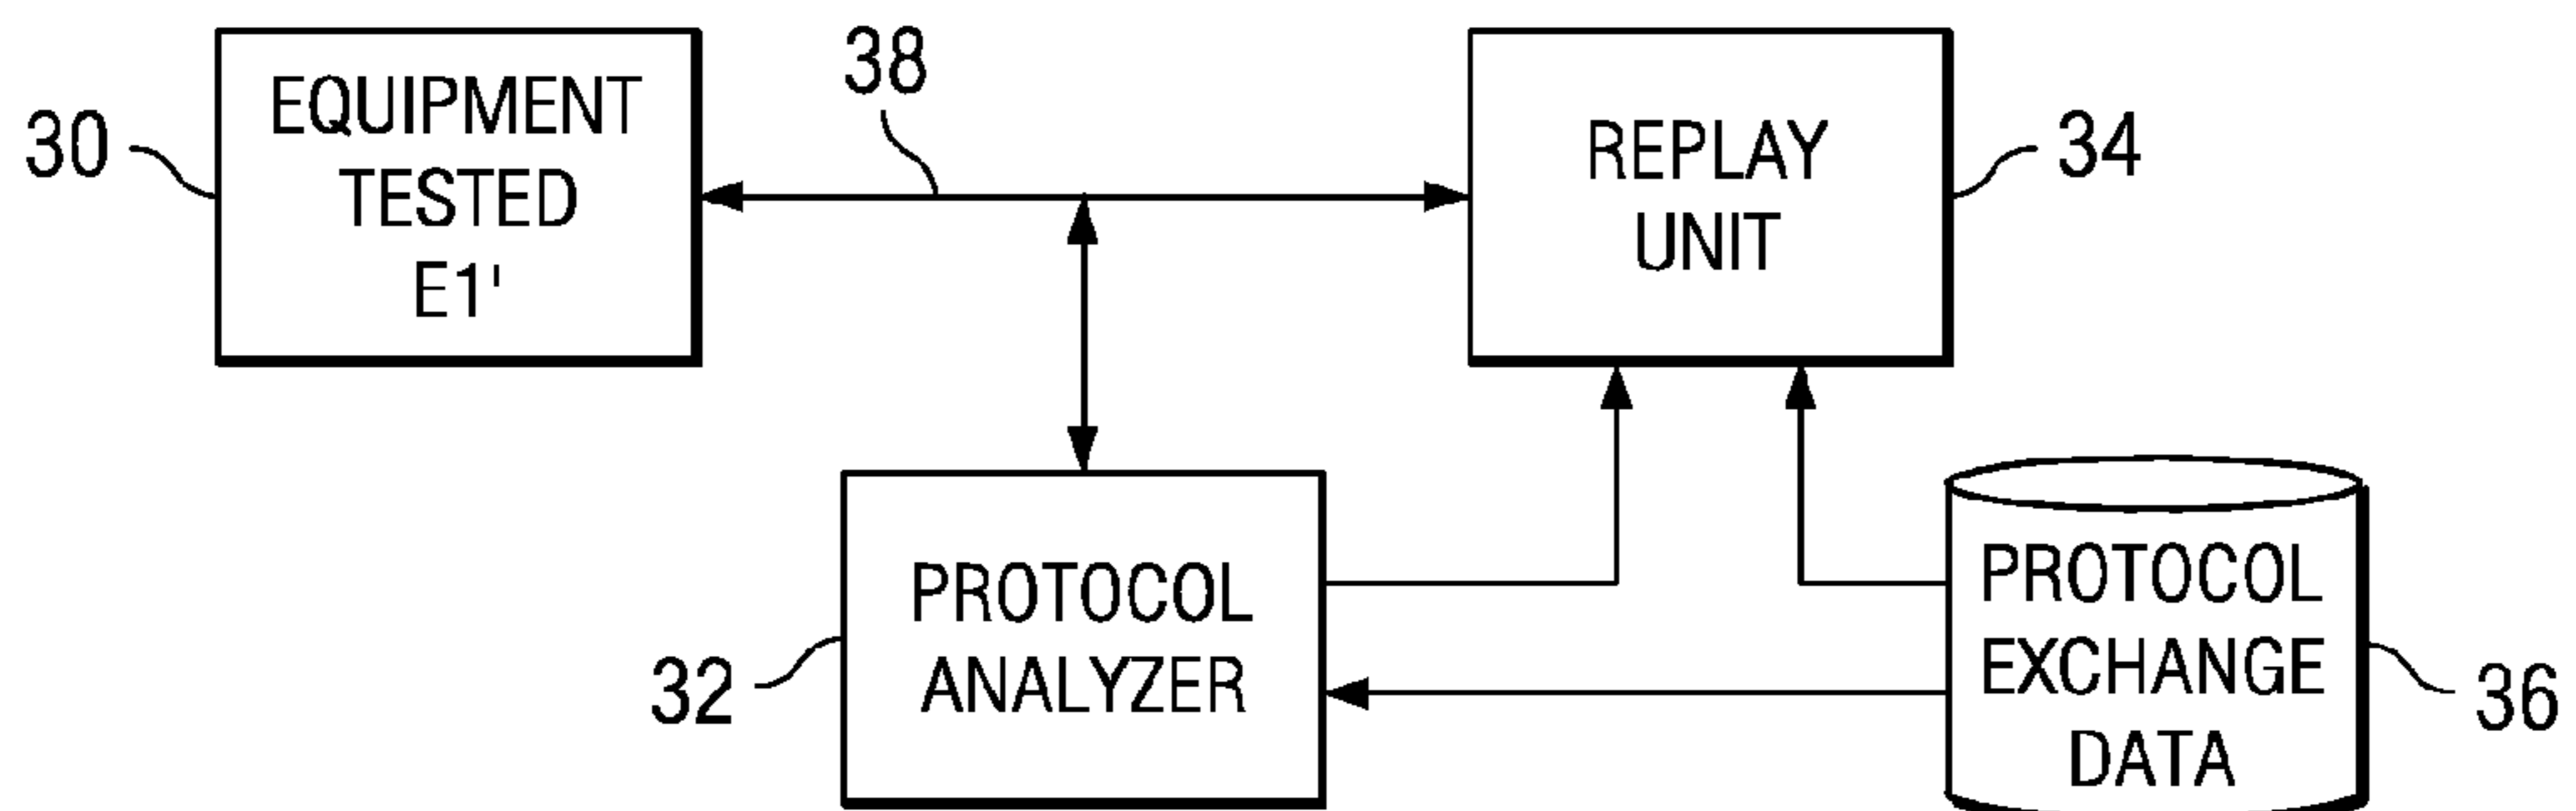 38
30
EQUIPMENT
TESTED
E1'
REPLAY
UNIT
34
32
PROTOCOL
ANALYZER
PROTOCOL
EXCHANGE
DATA
36